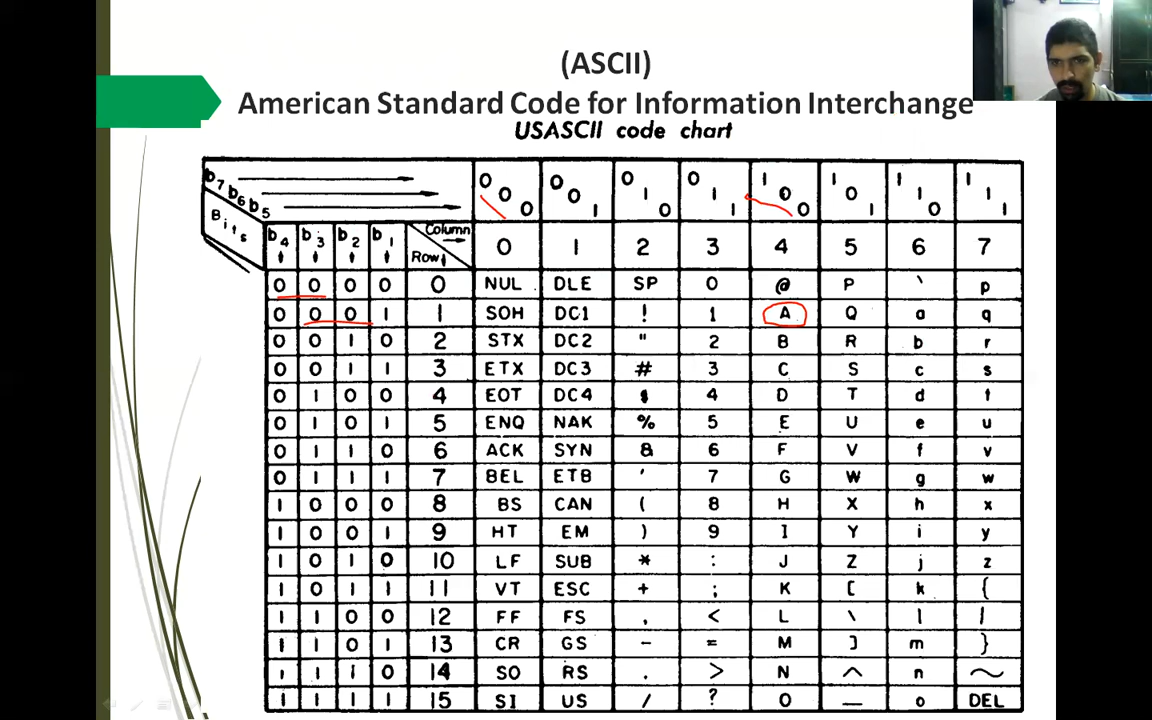 (ASCII)
American Standard Code for Information Interchange
USASCII code chart
b7 b6 b5 0 0 0 0 0 1 0 1 0 0 1 1 1 0 0 1 0 1 1 1 0 1 1 1
Bits b4 b3 b2 b1 Column Row 0 1 2 3 4 5 6 7
0 0 0 0 0 NUL DLE SP 0 @ P ` p
0 0 0 1 1 SOH DC1 ! 1 A Q a q
0 0 1 0 2 STX DC2 " 2 B R b r
0 0 1 1 3 ETX DC3 # 3 C S c s
0 1 0 0 4 EOT DC4 $ 4 D T d t
0 1 0 1 5 ENQ NAK % 5 E U e u
0 1 1 0 6 ACK SYN & 6 F V f v
0 1 1 1 7 BEL ETB ' 7 G W g w
1 0 0 0 8 BS CAN ( 8 H X h x
1 0 0 1 9 HT EM ) 9 I Y i y
1 0 1 0 10 LF SUB * : J Z j z
1 0 1 1 11 VT ESC + ; K [ k {
1 1 0 0 12 FF FS , < L \ l |
1 1 0 1 13 CR GS - = M ] m }
1 1 1 0 14 SO RS . > N ^ n ~
1 1 1 1 15 SI US / ? O _ o DEL